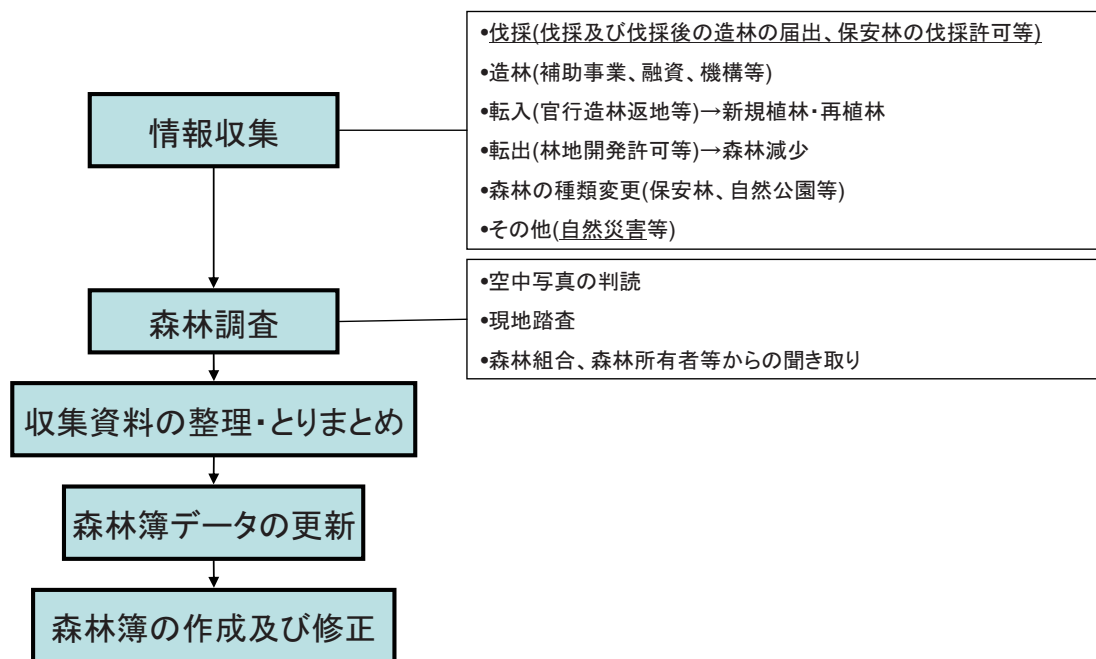 情報収集
•伐採(伐採及び伐採後の造林の届出、保安林の伐採許可等)
•造林(補助事業、融資、機構等)
•転入(官行造林返地等)→新規植林・再植林
•転出(林地開発許可等)→森林減少
•森林の種類変更(保安林、自然公園等)
•その他(自然災害等)
森林調査
•空中写真の判読
•現地踏査
•森林組合、森林所有者等からの聞き取り
収集資料の整理・とりまとめ
森林簿データの更新
森林簿の作成及び修正